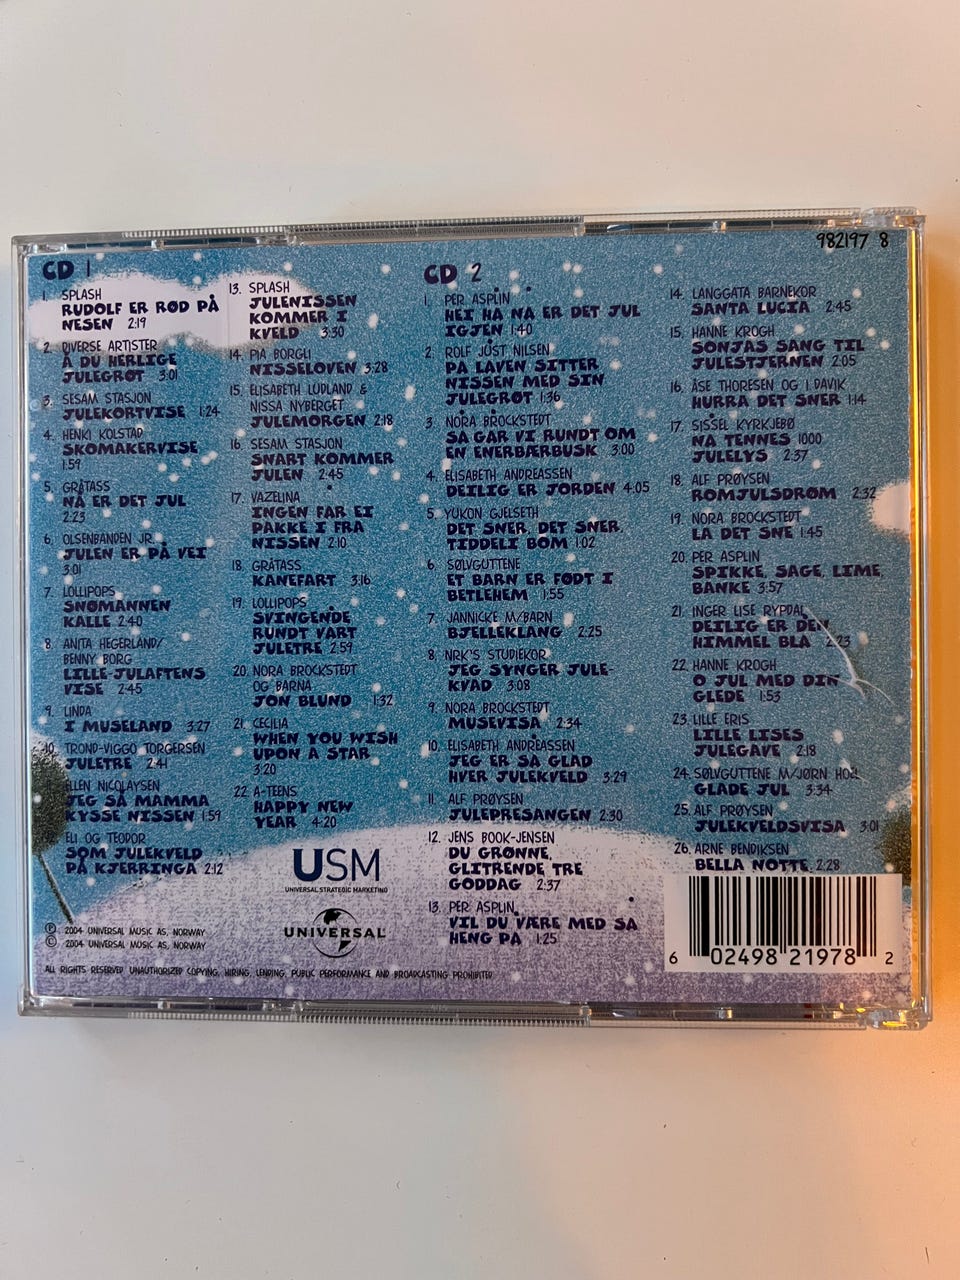 982197 8
CD 1
1. SPLASH
RUDOLF ER RØD PÅ
NESEN 2:19
2. DIVERSE ARTISTER
Å DU HERLIGE
JULEGRØT 3:01
3. SESAM STASJON
JULEKORTVISE 1:24
4. HENKI KOLSTAD
SKOMAKERVISE
1:59
5. GRÅTASS
NÅ ER DET JUL
2:23
6. OLSENBANDEN JR.
JULEN ER PÅ VEI
3:01
7. LOLLIPOPS
SNØMANNEN
KALLE 2:40
8. ANITA HEGERLAND/
BENNY BORG
LILLE-JULAFTENS
VISE 2:45
9. LINDA
I MUSELAND 3:27
10. TROND-VIGGO TORGERSEN
JULETRE 2:41
ELLEN NICOLAYSEN
JEG SÅ MAMMA
KYSSE NISSEN 1:59
ELI OG TEODOR
SOM JULEKVELD
PÅ KJERRINGA 2:12
13. SPLASH
JULENISSEN
KOMMER I
KVELD 3:30
14. PIA BORGLI
NISSELOVEN 3:28
15. ELISABETH LUDLAND &
NISSA NYBERGET
JULEMORGEN 2:18
16. SESAM STASJON
SNART KOMMER
JULEN 2:45
17. VAZELINA
INGEN FÅR EI
PAKKE I FRA
NISSEN 2:10
18. GRÅTASS
KANEFART 3:16
19. LOLLIPOPS
SVINGENDE
RUNDT VÅRT
JULETRE 2:59
20. NORA BROCKSTEDT
OG BARNA
JON BLUND 1:32
21. CECILIA
WHEN YOU WISH
UPON A STAR
3:20
22. A-TEENS
HAPPY NEW
YEAR 4:20
CD 2
1. PER ASPLIN
HEI HÅ NÅ ER DET JUL
IGJEN 1:40
2. ROLF JUST NILSEN
PÅ LÅVEN SITTER
NISSEN MED SIN
JULEGRØT 1:36
3. NORA BROCKSTEDT
SÅ GÅR VI RUNDT OM
EN ENERBÆRBUSK 3:00
4. ELISABETH ANDREASSEN
DEILIG ER JORDEN 4:05
5. YUKON GJELSETH
DET SNER, DET SNER,
TIDDELI BOM 1:02
6. SØLVGUTTENE
ET BARN ER FØDT I
BETLEHEM 1:55
7. JANNICKE M/BARN
BJELLEKLANG 2:25
8. NRK'S STUDIEKOR
JEG SYNGER JULE-
KVAD 3:08
9. NORA BROCKSTEDT
MUSEVISA 2:34
10. ELISABETH ANDREASSEN
JEG ER SÅ GLAD
HVER JULEKVELD 3:29
11. ALF PRØYSEN
JULEPRESANGEN 2:30
12. JENS BOOK-JENSEN
DU GRØNNE,
GLITRENDE TRE
GODDAG 2:37
13. PER ASPLIN
VIL DU VÆRE MED SÅ
HENG PÅ 1:25
14. LANGGATA BARNEKOR
SANTA LUCIA 2:45
15. HANNE KROGH
SONJAS SANG TIL
JULESTJERNEN 2:05
16. ÅSE THORESEN OG 1 DAVIK
HURRA DET SNER 1:14
17. SISSEL KYRKJEBØ
NÅ TENNES 1000
JULELYS 2:37
18. ALF PRØYSEN
ROMJULSDRØM 2:32
19. NORA BROCKSTEDT
LA DET SNE 1:45
20. PER ASPLIN
SPIKKE, SAGE, LIME,
BANKE 3:57
21. INGER LISE RYPDAL
DEILIG ER DEN
HIMMEL BLÅ 2:23
22. HANNE KROGH
O JUL MED DIN
GLEDE 1:53
23. LILLE ERIS
LILLE LISES
JULEGAVE 2:18
24. SØLVGUTTENE M/JØRN HOEL
GLADE JUL 3:34
25. ALF PRØYSEN
JULEKVELDSVISA 3:01
26. ARNE BENDIKSEN
BELLA NOTTE 2:28
USM
UNIVERSAL STRATEGIC MARKETING
UNIVERSAL
℗ 2004 UNIVERSAL MUSIC AS, NORWAY
© 2004 UNIVERSAL MUSIC AS, NORWAY
ALL RIGHTS RESERVED. UNAUTHORIZED COPYING, HIRING, LENDING, PUBLIC PERFORMANCE AND BROADCASTING PROHIBITED
6 02498 21978 2